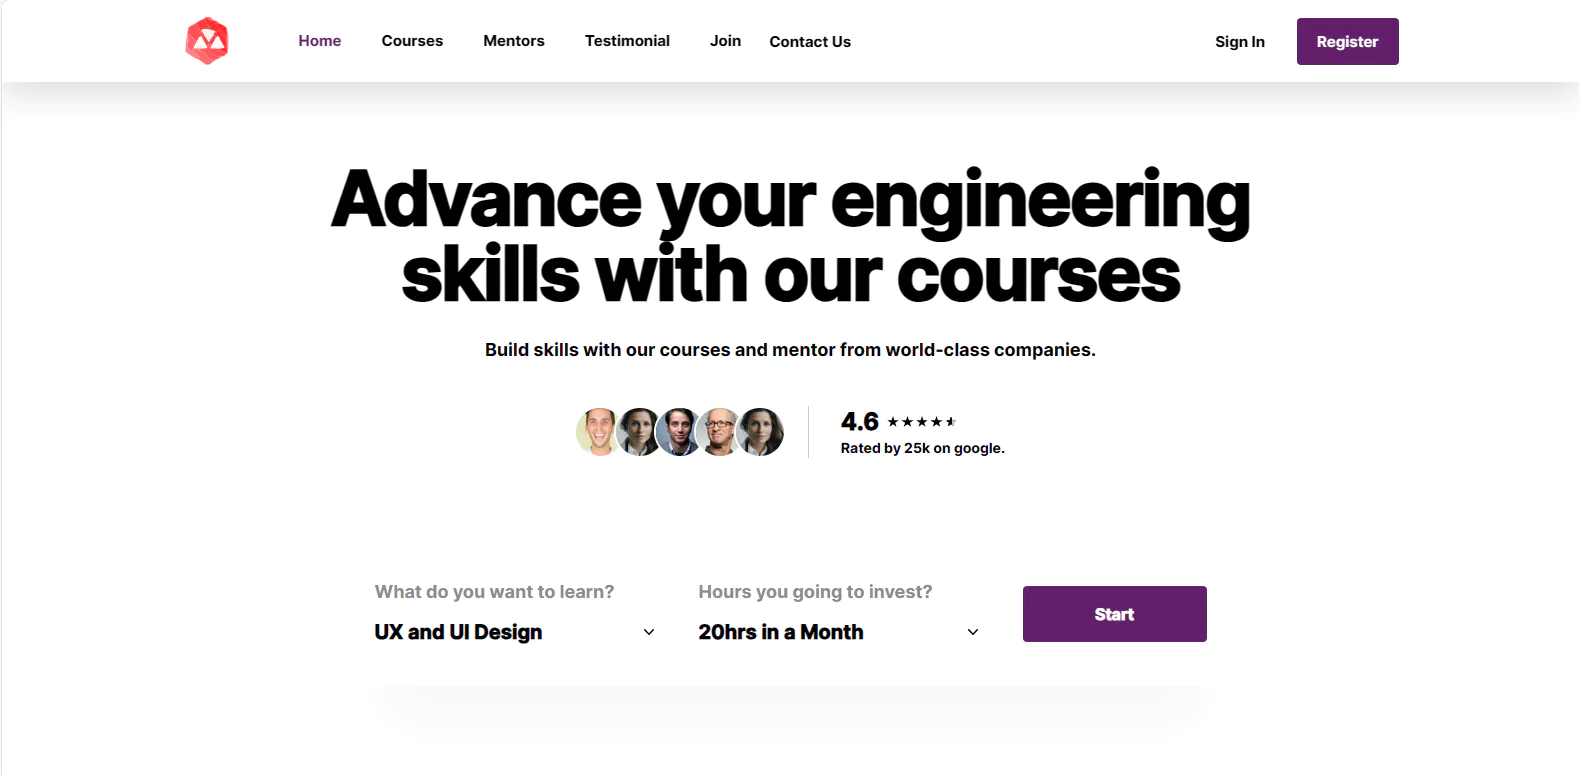 Home Courses Mentors Testimonial Join Contact Us Sign In Register
Advance your engineering
skills with our courses
Build skills with our courses and mentor from world-class companies.
4.6 ★★★★⯨
Rated by 25k on google.
What do you want to learn?
UX and UI Design
Hours you going to invest?
20hrs in a Month
Start